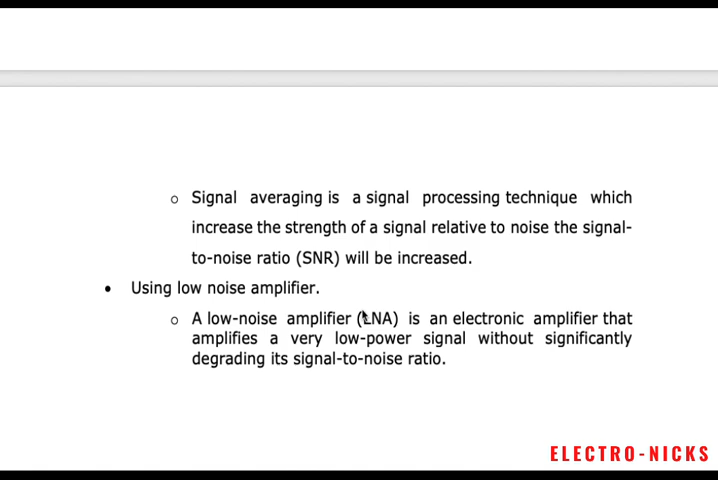 o Signal averaging is a signal processing technique which
increase the strength of a signal relative to noise the signal-
to-noise ratio (SNR) will be increased.
• Using low noise amplifier.
o A low-noise amplifier (LNA) is an electronic amplifier that
amplifies a very low-power signal without significantly
degrading its signal-to-noise ratio.
ELECTRO-NICKS